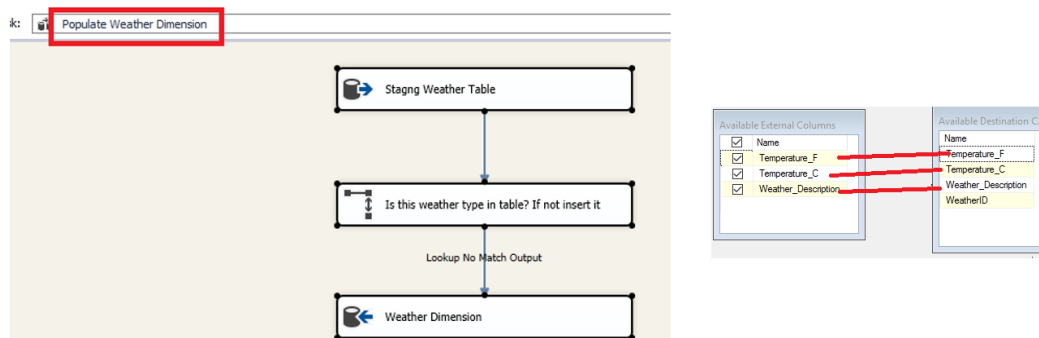 sk:
Populate Weather Dimension
Stagng Weather Table
Is this weather type in table? If not insert it
Lookup No Match Output
Weather Dimension
Available External Columns
Name
Temperature_F
Temperature_C
Weather_Description
Available Destination C
Name
Temperature_F
Temperature_C
Weather_Description
WeatherID